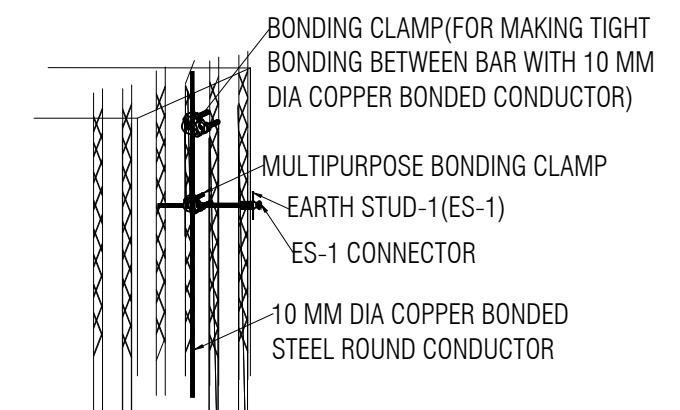 BONDING CLAMP(FOR MAKING TIGHT
BONDING BETWEEN BAR WITH 10 MM
DIA COPPER BONDED CONDUCTOR)
MULTIPURPOSE BONDING CLAMP
EARTH STUD-1(ES-1)
ES-1 CONNECTOR
10 MM DIA COPPER BONDED
STEEL ROUND CONDUCTOR